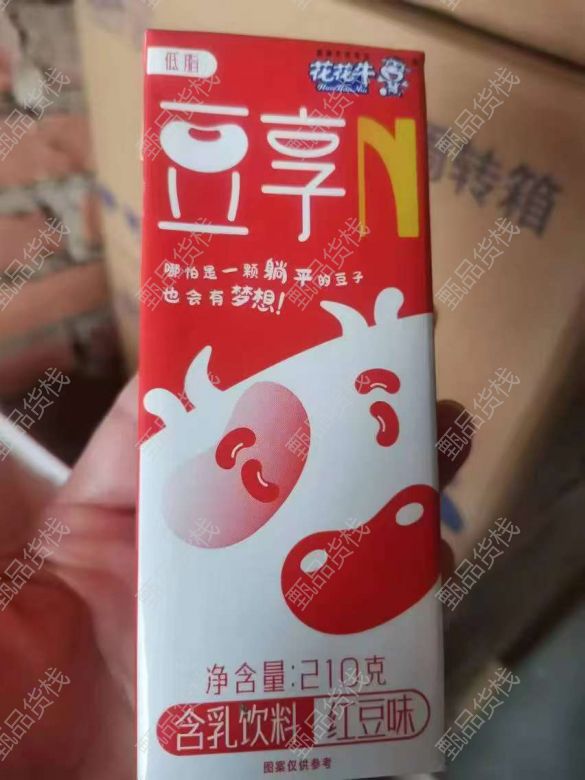 低脂
花花牛
豆享N
哪怕是一颗躺平的豆子
也会有梦想!
净含量:210克
含乳饮料 红豆味
图案仅供参考
转箱
甄品货栈